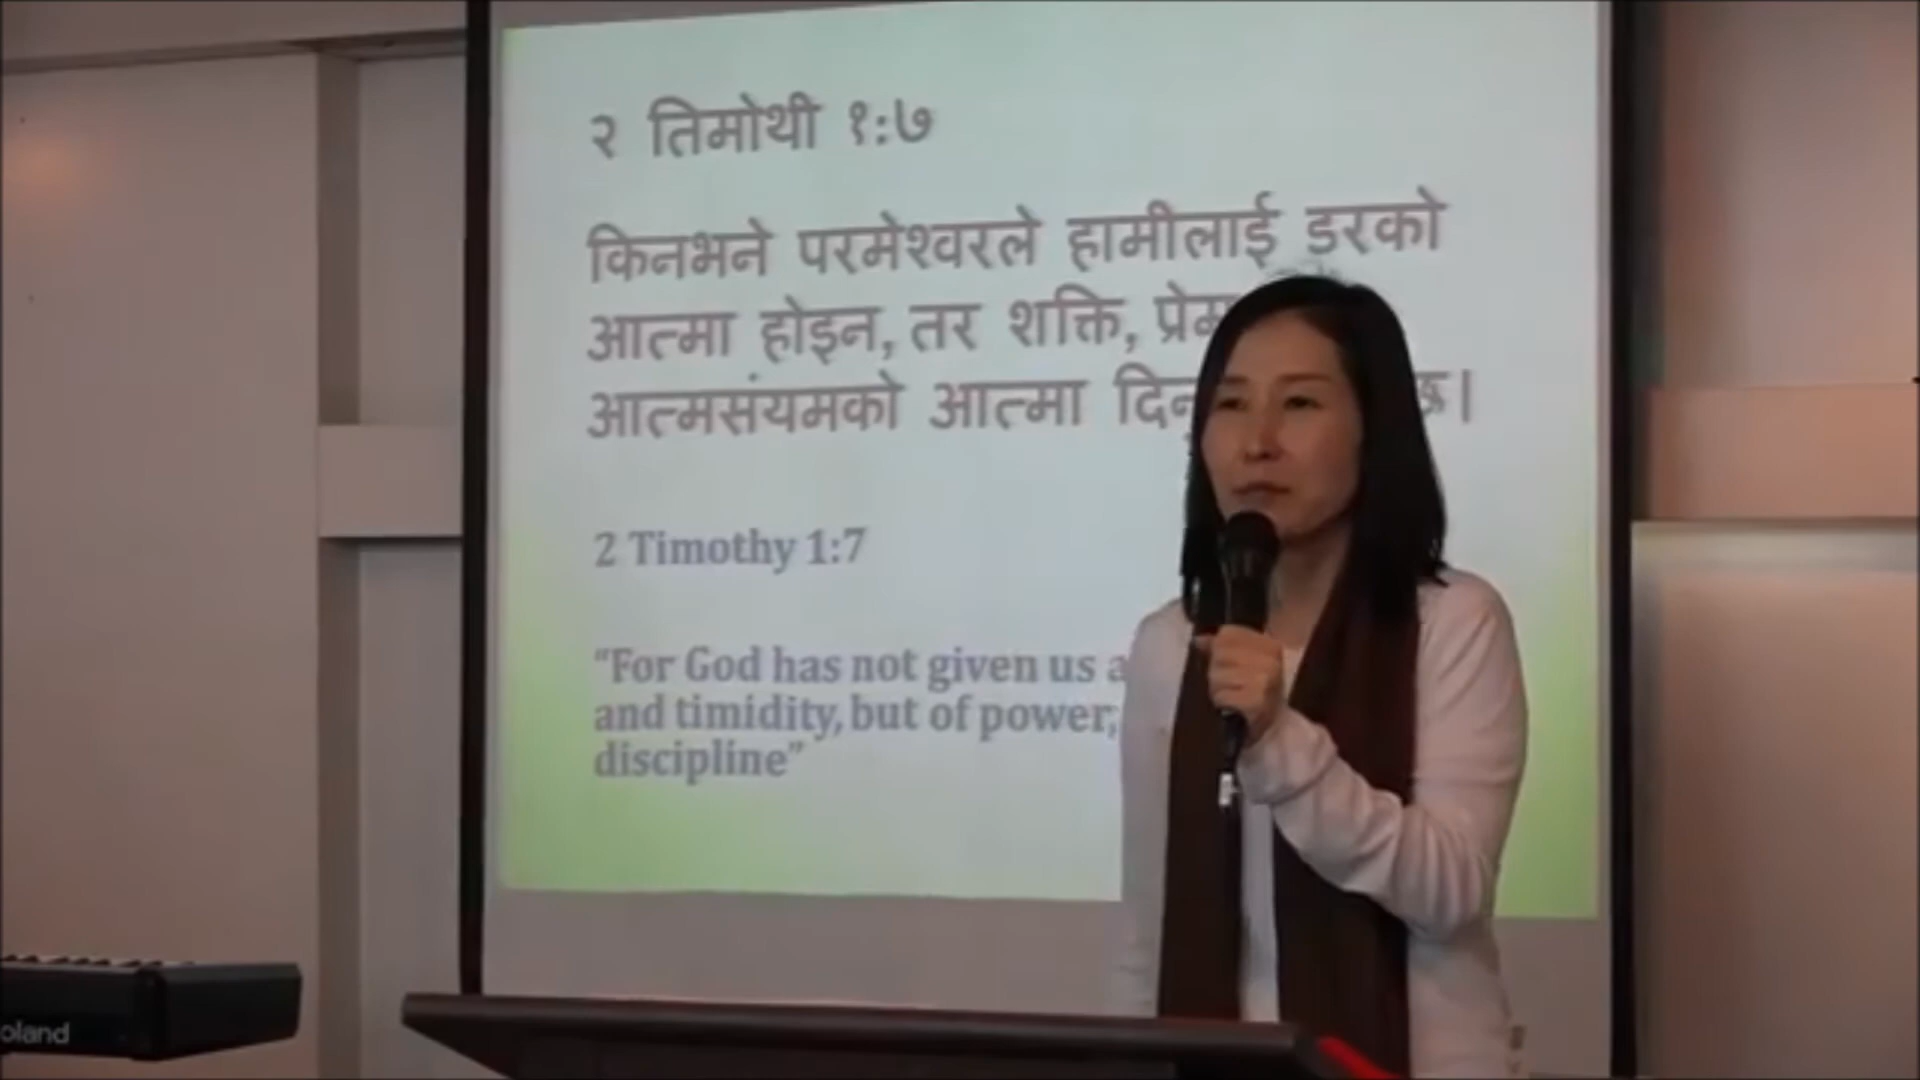 २ तिमोथी १:७
किनभने परमेश्वरले हामीलाई डरको
आत्मा होइन, तर शक्ति, प्रेम
आत्मसंयमको आत्मा
2 Timothy 1:7
“For God has not given us a
and timidity, but of power,
discipline”
oland